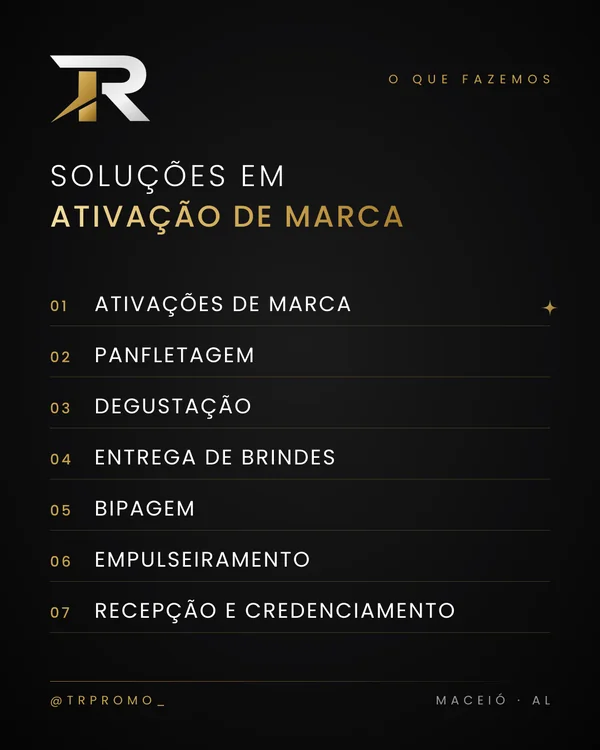 TR
O QUE FAZEMOS
SOLUÇÕES EM
ATIVAÇÃO DE MARCA
01 ATIVAÇÕES DE MARCA
02 PANFLETAGEM
03 DEGUSTAÇÃO
04 ENTREGA DE BRINDES
05 BIPAGEM
06 EMPULSEIRAMENTO
07 RECEPÇÃO E CREDENCIAMENTO
@TRPROMO_
MACEIÓ · AL